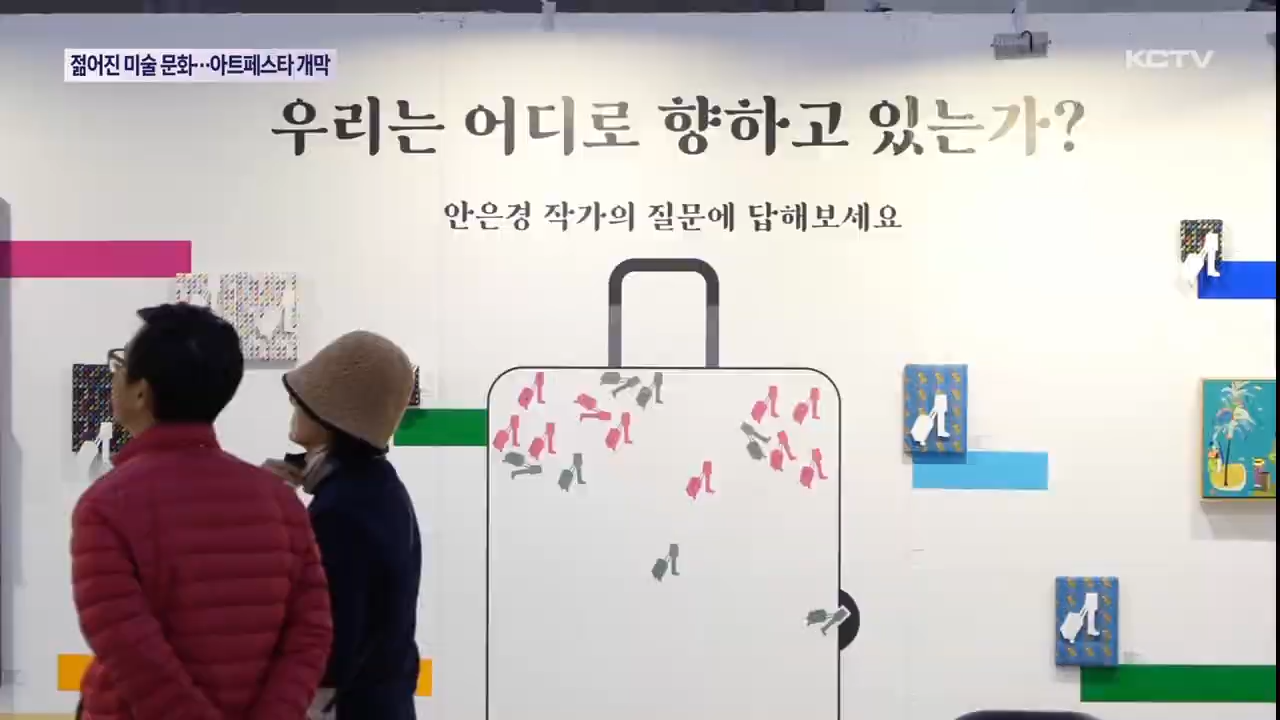 젊어진 미술 문화…아트페스타 개막
KCTV
우리는 어디로 향하고 있는가?
안은경 작가의 질문에 답해보세요